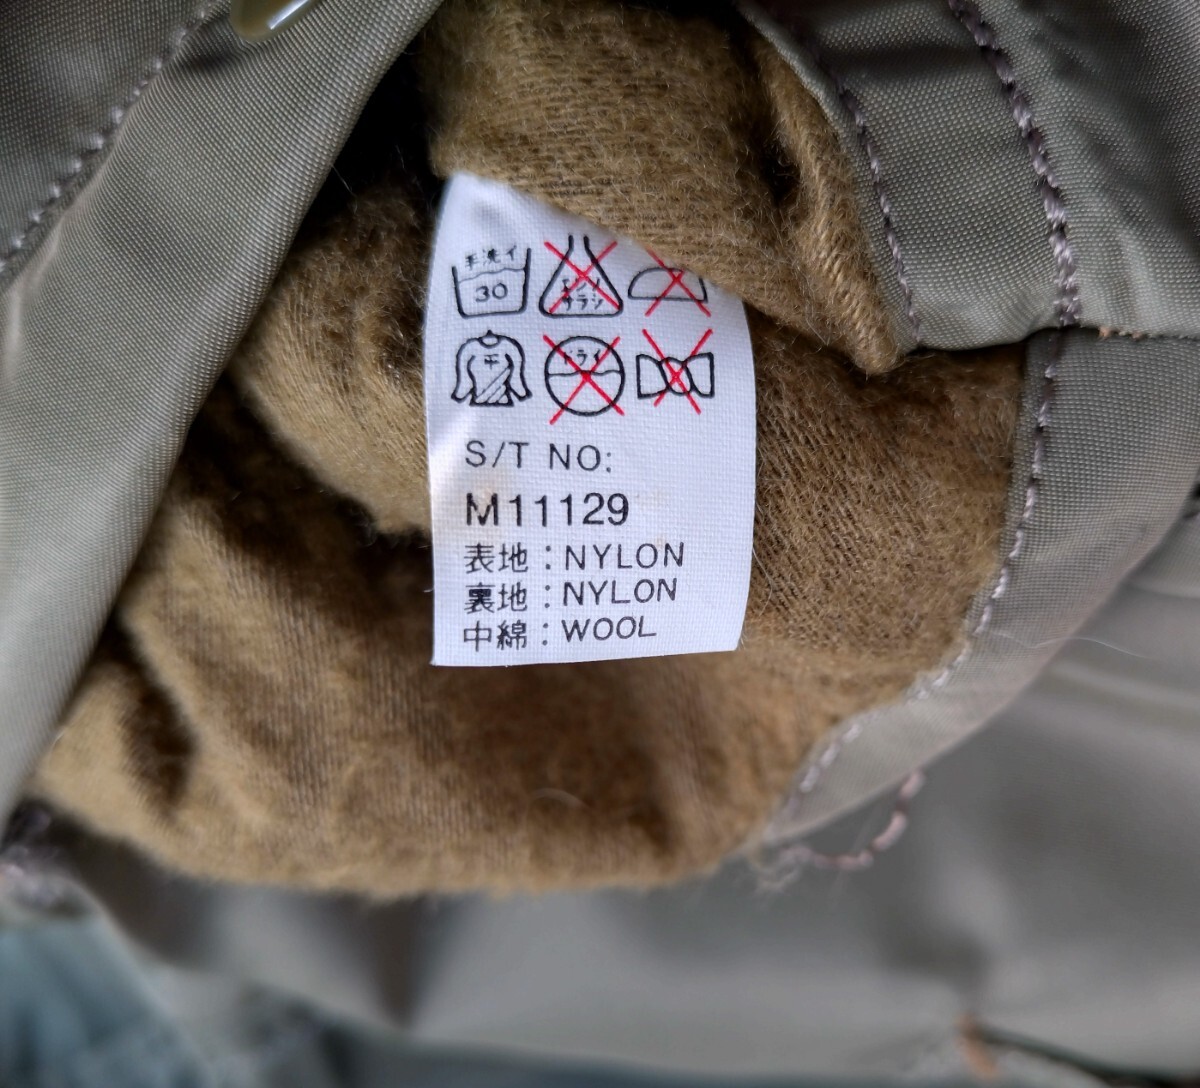 手洗イ
30
エンソ
サラシ
平
ドライ
S/T NO:
M11129
表地：NYLON
裏地：NYLON
中綿：WOOL